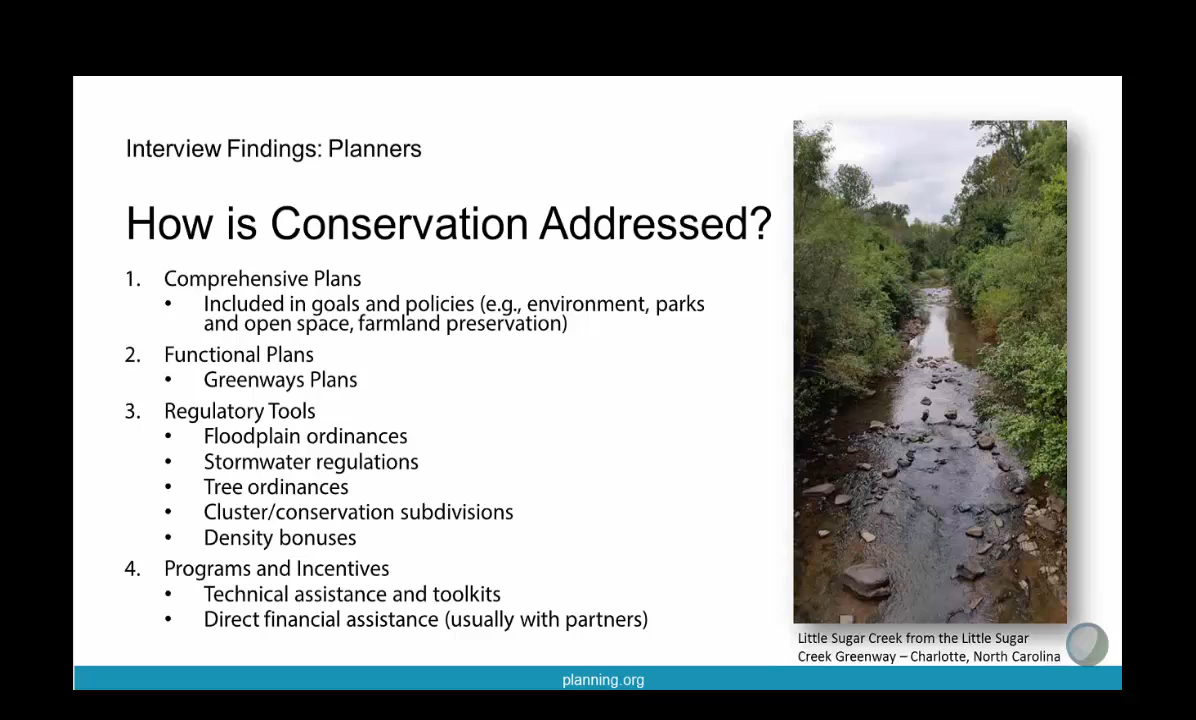 Interview Findings: Planners
How is Conservation Addressed?
1. Comprehensive Plans
• Included in goals and policies (e.g., environment, parks
and open space, farmland preservation)
2. Functional Plans
• Greenways Plans
3. Regulatory Tools
• Floodplain ordinances
• Stormwater regulations
• Tree ordinances
• Cluster/conservation subdivisions
• Density bonuses
4. Programs and Incentives
• Technical assistance and toolkits
• Direct financial assistance (usually with partners)
Little Sugar Creek from the Little Sugar
Creek Greenway – Charlotte, North Carolina
planning.org